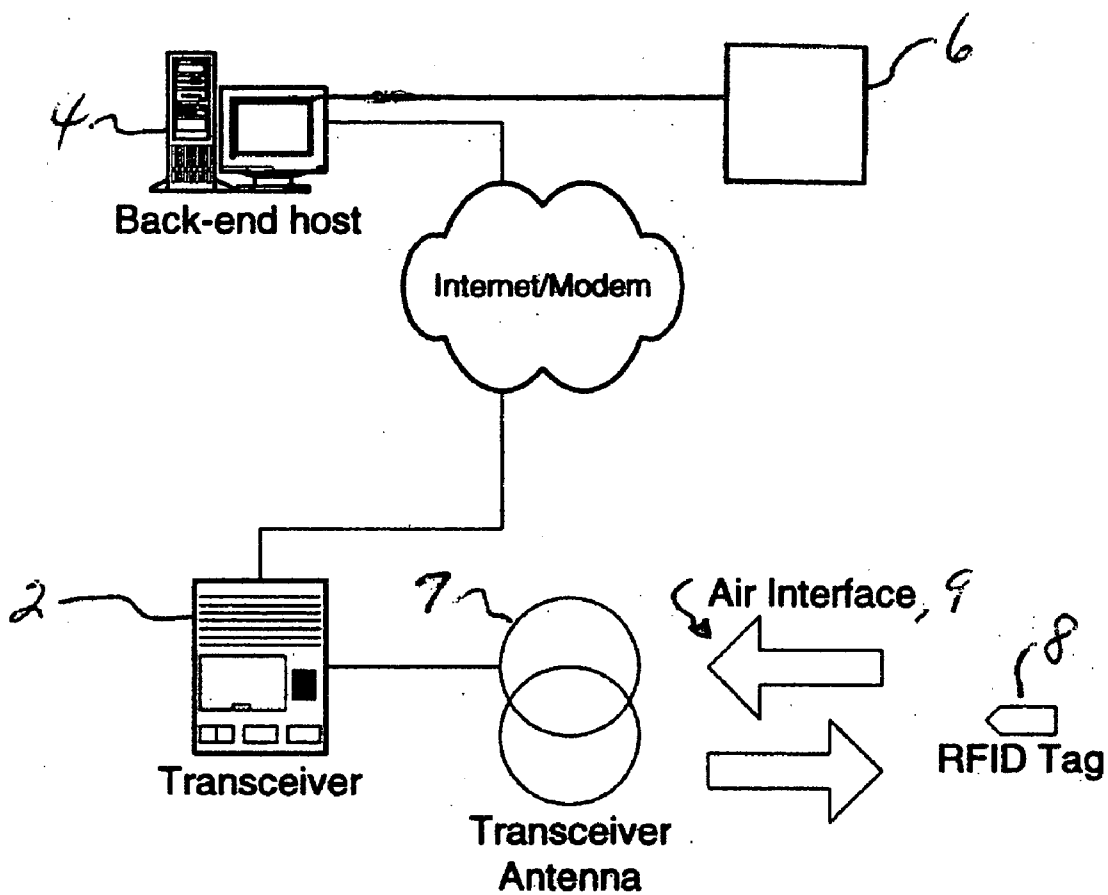 6
4
Back-end host
Internet/Modem
2
7
Air Interface, 9
8
RFID Tag
Transceiver
Transceiver
Antenna